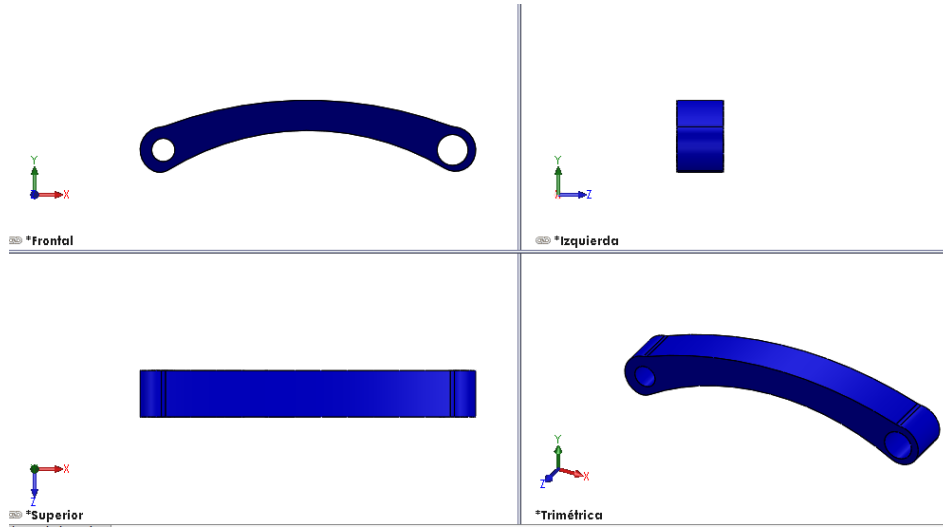 Y
X
*Frontal
Y
X
Z
*Izquierda
X
Z
*Superior
Y
Z
X
*Trimétrica